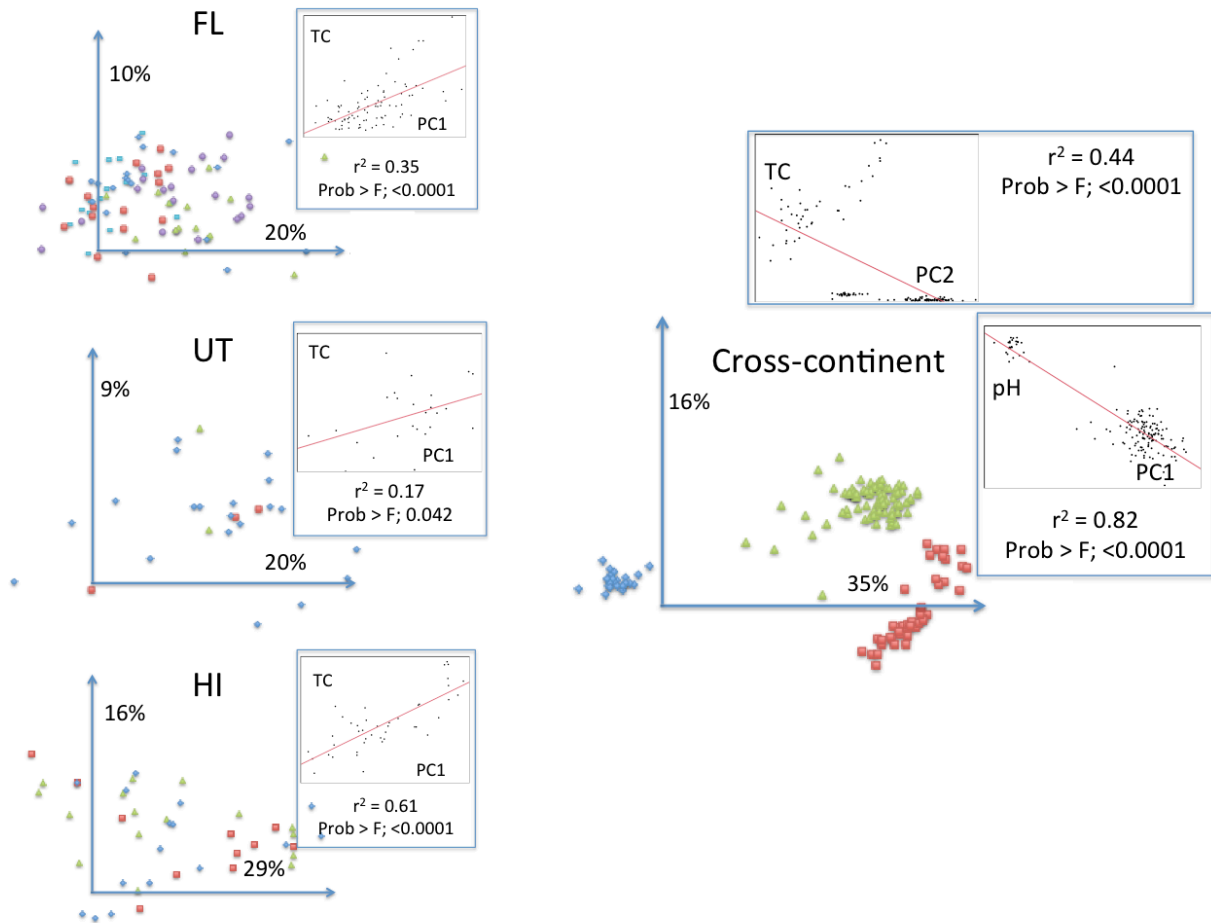 FL
10%
20%
TC
PC1
r² = 0.35
Prob > F; <0.0001
UT
9%
20%
TC
PC1
r² = 0.17
Prob > F; 0.042
HI
16%
29%
TC
PC1
r² = 0.61
Prob > F; <0.0001
TC
PC2
r² = 0.44
Prob > F; <0.0001
Cross-continent
16%
35%
pH
PC1
r² = 0.82
Prob > F; <0.0001